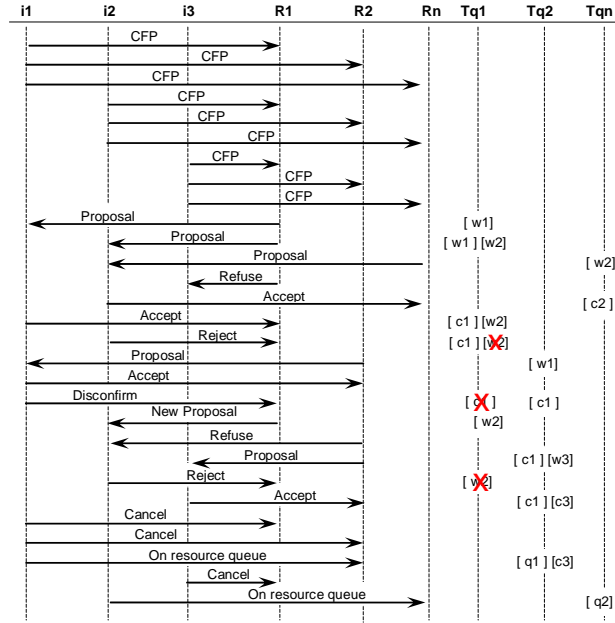 i1 i2 i3 R1 R2 Rn Tq1 Tq2 Tqn
CFP
CFP
CFP
CFP
CFP
CFP
CFP
CFP
CFP
Proposal [ w1]
Proposal [ w1 ] [w2]
Proposal [ w2]
Refuse
Accept [ c2 ]
Accept [ c1 ] [w2]
Reject [ c1 ] [w2]
Proposal [ w1]
Accept
Disconfirm [ c1 ] [ c1 ]
New Proposal [ w2]
Refuse
Proposal [ c1 ] [w3]
Reject [ w2]
Accept [ c1 ] [c3]
Cancel
Cancel
On resource queue [ q1 ] [c3]
Cancel
On resource queue [ q2]